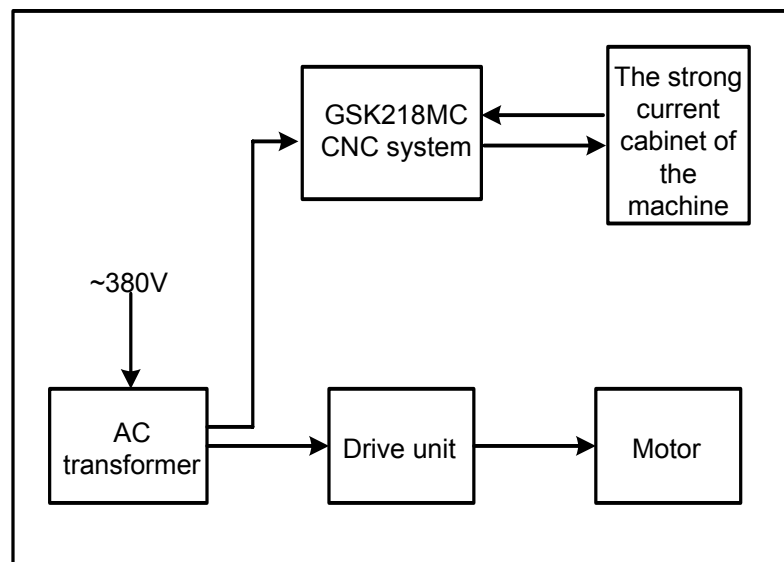 GSK218MC
CNC system
The strong
current
cabinet of
the
machine
~380V
AC
transformer
Drive unit
Motor